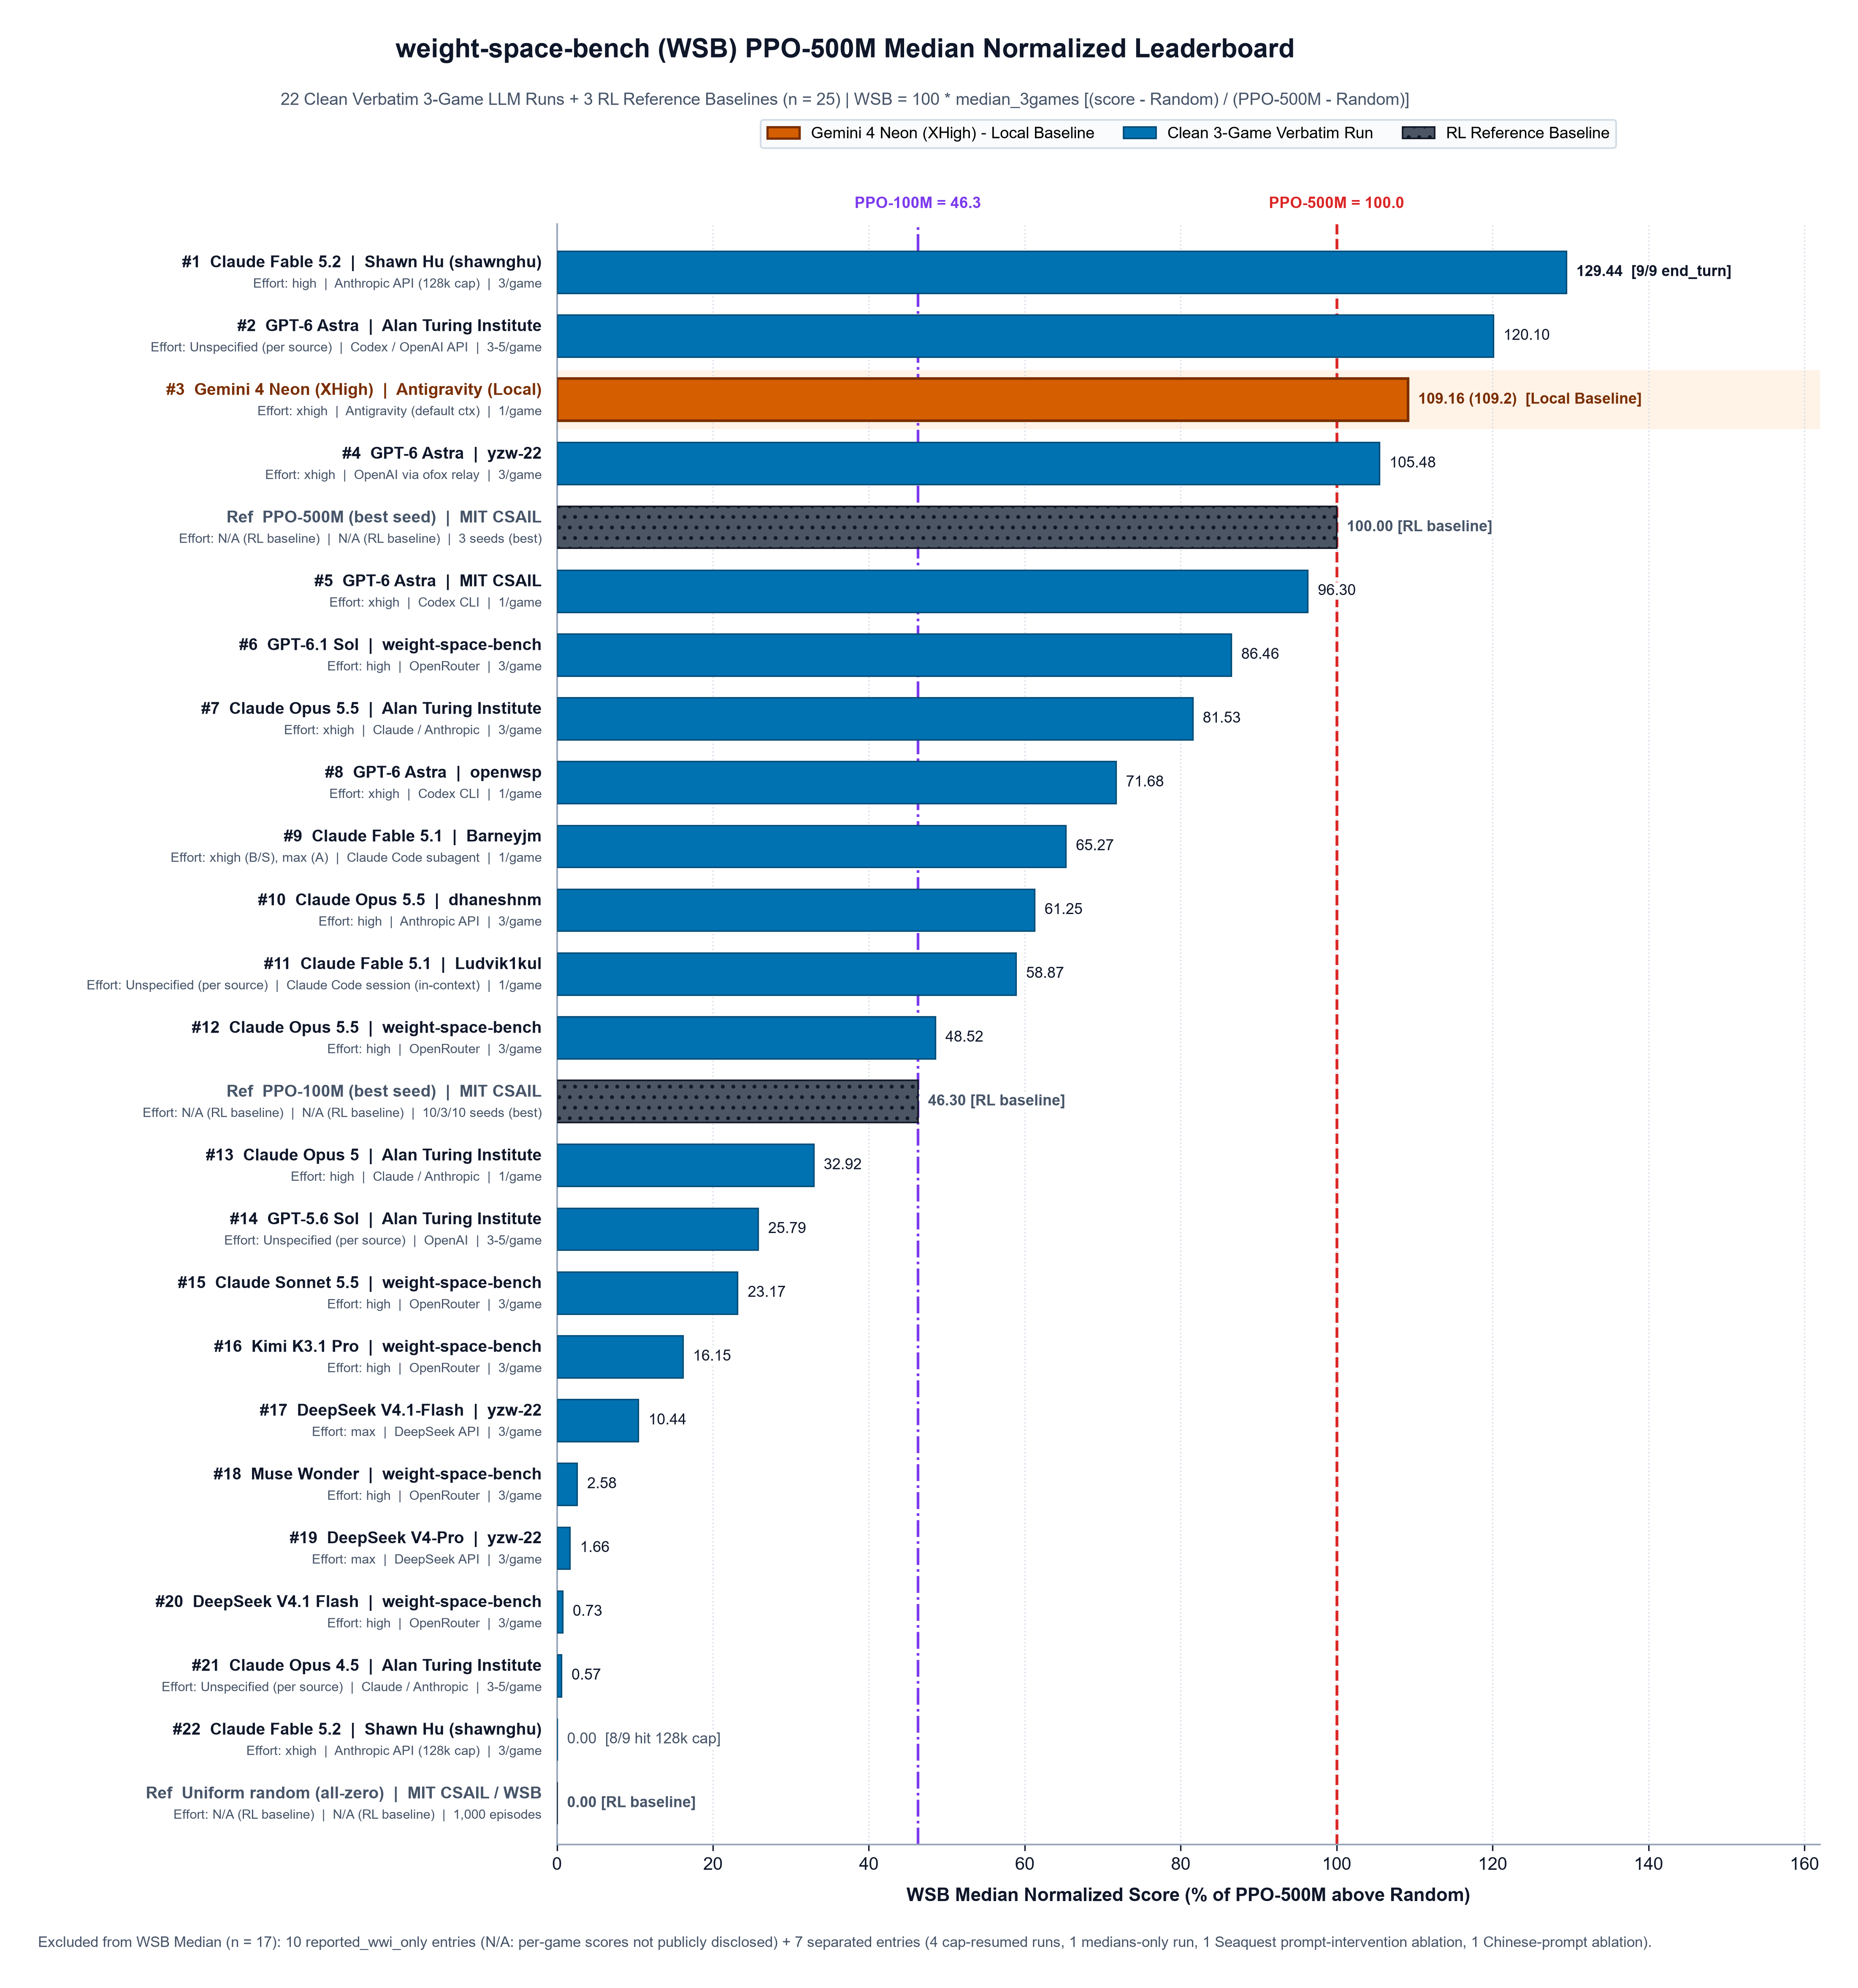 weight-space-bench (WSB) PPO-500M Median Normalized Leaderboard
22 Clean Verbatim 3-Game LLM Runs + 3 RL Reference Baselines (n = 25) | WSB = 100 * median_3games [(score - Random) / (PPO-500M - Random)]
Gemini 4 Neon (XHigh) - Local Baseline
Clean 3-Game Verbatim Run
RL Reference Baseline
PPO-100M = 46.3
PPO-500M = 100.0
#1 Claude Fable 5.2 | Shawn Hu (shawnghu)
Effort: high | Anthropic API (128k cap) | 3/game
129.44 [9/9 end_turn]
#2 GPT-6 Astra | Alan Turing Institute
Effort: Unspecified (per source) | Codex / OpenAI API | 3-5/game
120.10
#3 Gemini 4 Neon (XHigh) | Antigravity (Local)
Effort: xhigh | Antigravity (default ctx) | 1/game
109.16 (109.2) [Local Baseline]
#4 GPT-6 Astra | yzw-22
Effort: xhigh | OpenAI via ofox relay | 3/game
105.48
Ref PPO-500M (best seed) | MIT CSAIL
Effort: N/A (RL baseline) | N/A (RL baseline) | 3 seeds (best)
100.00 [RL baseline]
#5 GPT-6 Astra | MIT CSAIL
Effort: xhigh | Codex CLI | 1/game
96.30
#6 GPT-6.1 Sol | weight-space-bench
Effort: high | OpenRouter | 3/game
86.46
#7 Claude Opus 5.5 | Alan Turing Institute
Effort: xhigh | Claude / Anthropic | 3/game
81.53
#8 GPT-6 Astra | openwsp
Effort: xhigh | Codex CLI | 1/game
71.68
#9 Claude Fable 5.1 | Barneyjm
Effort: xhigh (B/S), max (A) | Claude Code subagent | 1/game
65.27
#10 Claude Opus 5.5 | dhaneshnm
Effort: high | Anthropic API | 3/game
61.25
#11 Claude Fable 5.1 | Ludvik1kul
Effort: Unspecified (per source) | Claude Code session (in-context) | 1/game
58.87
#12 Claude Opus 5.5 | weight-space-bench
Effort: high | OpenRouter | 3/game
48.52
Ref PPO-100M (best seed) | MIT CSAIL
Effort: N/A (RL baseline) | N/A (RL baseline) | 10/3/10 seeds (best)
46.30 [RL baseline]
#13 Claude Opus 5 | Alan Turing Institute
Effort: high | Claude / Anthropic | 1/game
32.92
#14 GPT-5.6 Sol | Alan Turing Institute
Effort: Unspecified (per source) | OpenAI | 3-5/game
25.79
#15 Claude Sonnet 5.5 | weight-space-bench
Effort: high | OpenRouter | 3/game
23.17
#16 Kimi K3.1 Pro | weight-space-bench
Effort: high | OpenRouter | 3/game
16.15
#17 DeepSeek V4.1-Flash | yzw-22
Effort: max | DeepSeek API | 3/game
10.44
#18 Muse Wonder | weight-space-bench
Effort: high | OpenRouter | 3/game
2.58
#19 DeepSeek V4-Pro | yzw-22
Effort: max | DeepSeek API | 3/game
1.66
#20 DeepSeek V4.1 Flash | weight-space-bench
Effort: high | OpenRouter | 3/game
0.73
#21 Claude Opus 4.5 | Alan Turing Institute
Effort: Unspecified (per source) | Claude / Anthropic | 3-5/game
0.57
#22 Claude Fable 5.2 | Shawn Hu (shawnghu)
Effort: xhigh | Anthropic API (128k cap) | 3/game
0.00 [8/9 hit 128k cap]
Ref Uniform random (all-zero) | MIT CSAIL / WSB
Effort: N/A (RL baseline) | N/A (RL baseline) | 1,000 episodes
0.00 [RL baseline]
0 20 40 60 80 100 120 140 160
WSB Median Normalized Score (% of PPO-500M above Random)
Excluded from WSB Median (n = 17): 10 reported_wwi_only entries (N/A: per-game scores not publicly disclosed) + 7 separated entries (4 cap-resumed runs, 1 medians-only run, 1 Seaquest prompt-intervention ablation, 1 Chinese-prompt ablation).